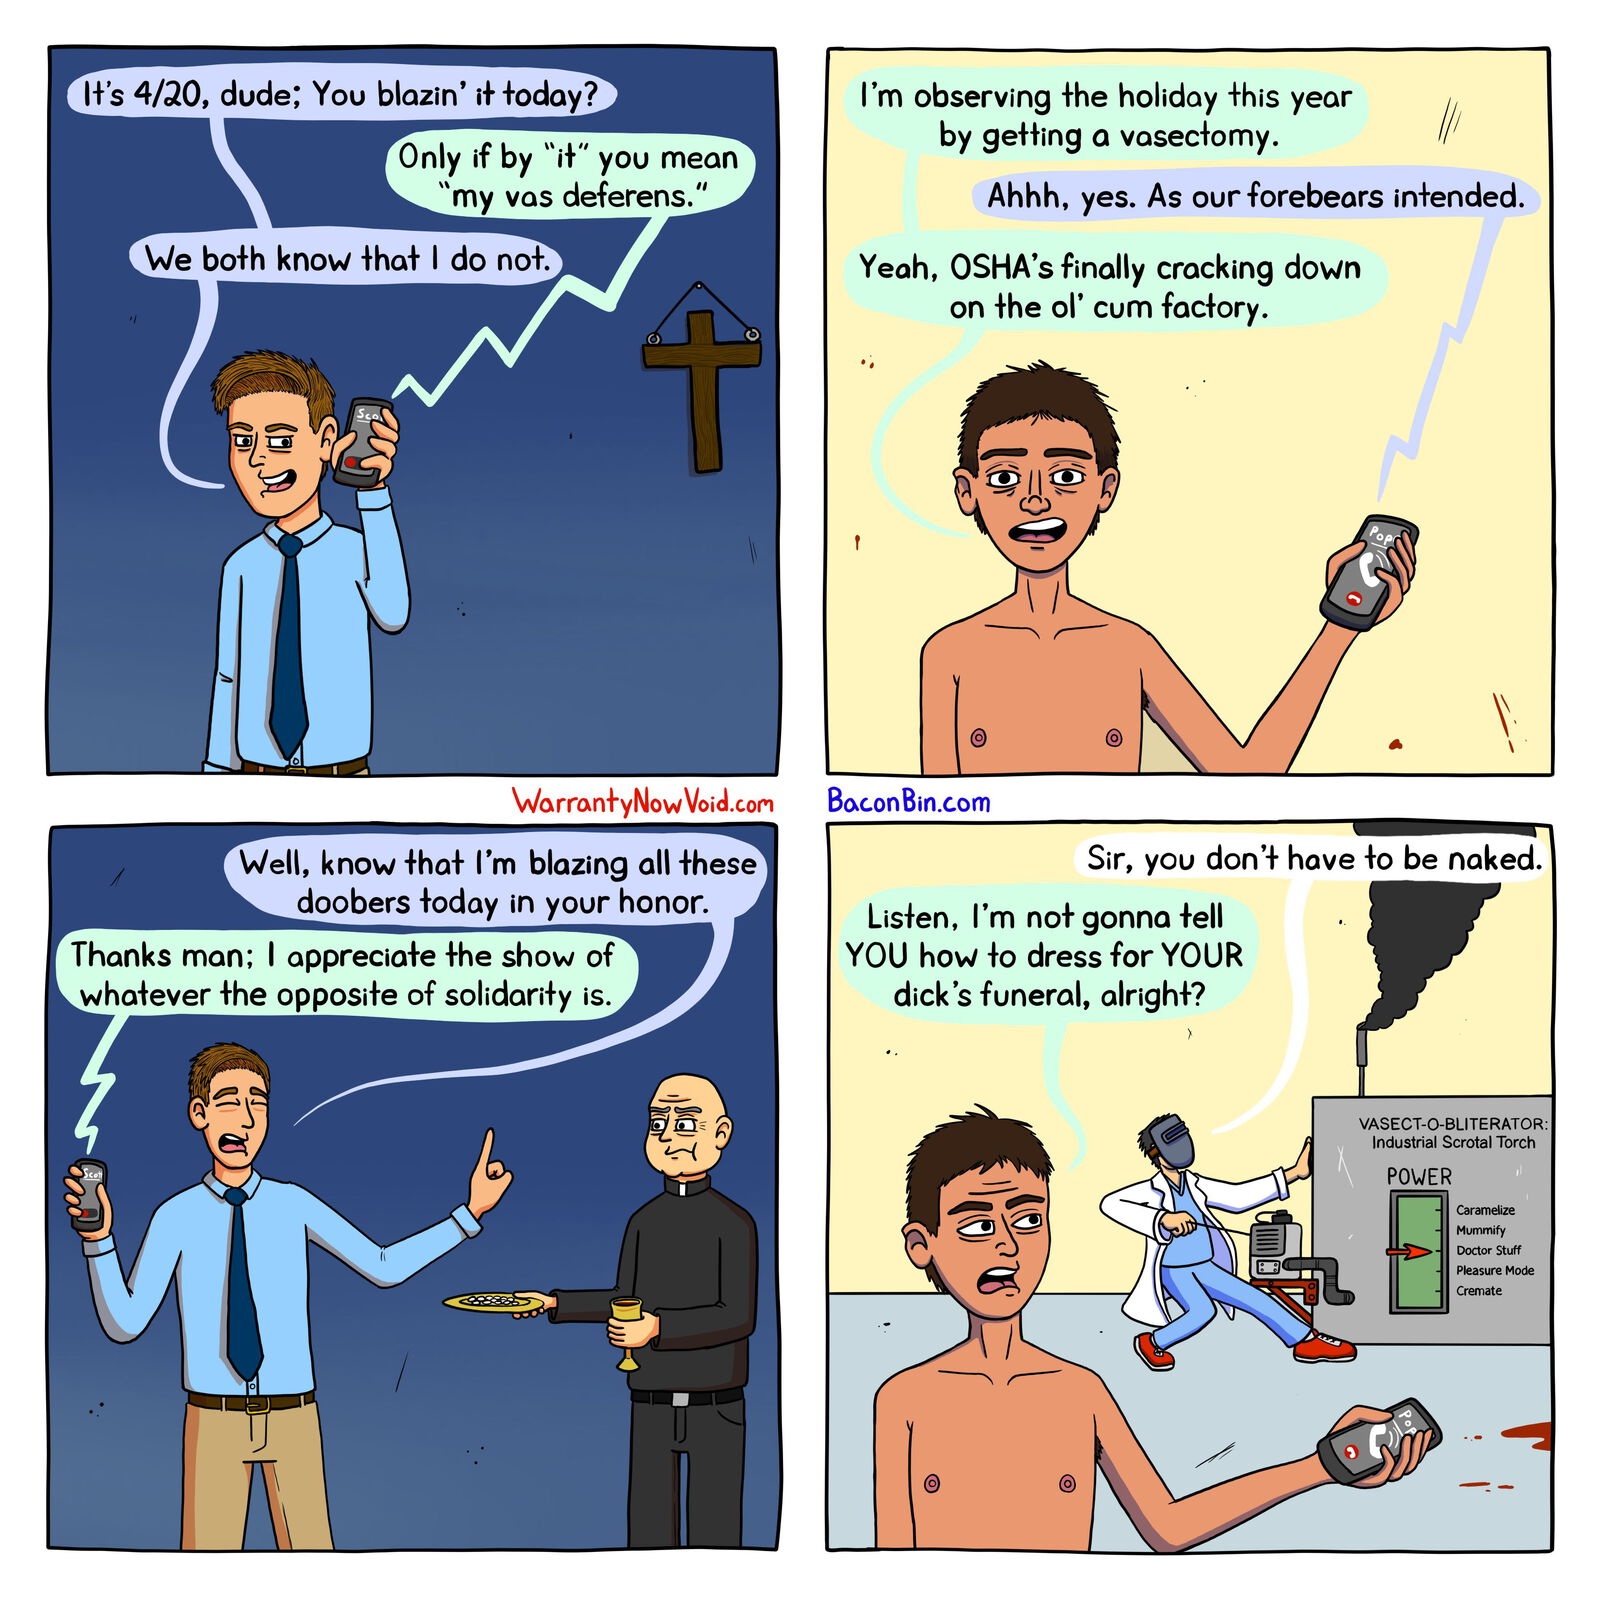 It's 4/20, dude; You blazin' it today?
Only if by "it" you mean
"my vas deferens."
We both know that I do not.
Sco
I'm observing the holiday this year
by getting a vasectomy.
Ahhh, yes. As our forebears intended.
Yeah, OSHA's finally cracking down
on the ol' cum factory.
Pop
WarrantyNowVoid.com
BaconBin.com
Well, know that I'm blazing all these
doobers today in your honor.
Thanks man; I appreciate the show of
whatever the opposite of solidarity is.
Scot
Sir, you don't have to be naked.
Listen, I'm not gonna tell
YOU how to dress for YOUR
dick's funeral, alright?
VASECT-O-BLITERATOR:
Industrial Scrotal Torch
POWER
Caramelize
Mummify
Doctor Stuff
Pleasure Mode
Cremate
Pop